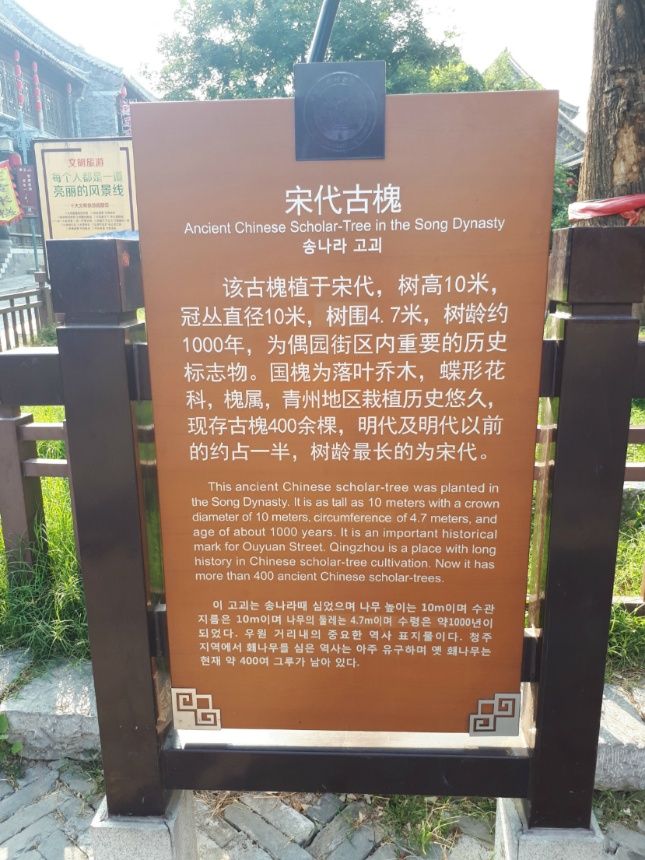 文明旅游
每个人都是一道
亮丽的风景线
宋代古槐
Ancient Chinese Scholar-Tree in the Song Dynasty
송나라 고괴
该古槐植于宋代，树高10米，
冠丛直径10米，树围4.7米，树龄约
1000年，为偶园街区内重要的历史
标志物。国槐为落叶乔木，蝶形花
科，槐属，青州地区栽植历史悠久，
现存古槐400余棵，明代及明代以前
的约占一半，树龄最长的为宋代。
This ancient Chinese scholar-tree was planted in
the Song Dynasty. It is as tall as 10 meters with a crown
diameter of 10 meters, circumference of 4.7 meters, and
age of about 1000 years. It is an important historical
mark for Ouyuan Street. Qingzhou is a place with long
history in Chinese scholar-tree cultivation. Now it has
more than 400 ancient Chinese scholar-trees.
이 고괴는 송나라때 심었으며 나무 높이는 10m이며 수관
지름은 10m이며 나무의 둘레는 4.7m이며 수령은 약1000년이
되었다. 우원 거리내의 중요한 역사 표지물이다. 청주
지역에서 홰나무를 심은 역사는 아주 유구하며 옛 홰나무는
현재 약 400여 그루가 남아 있다.